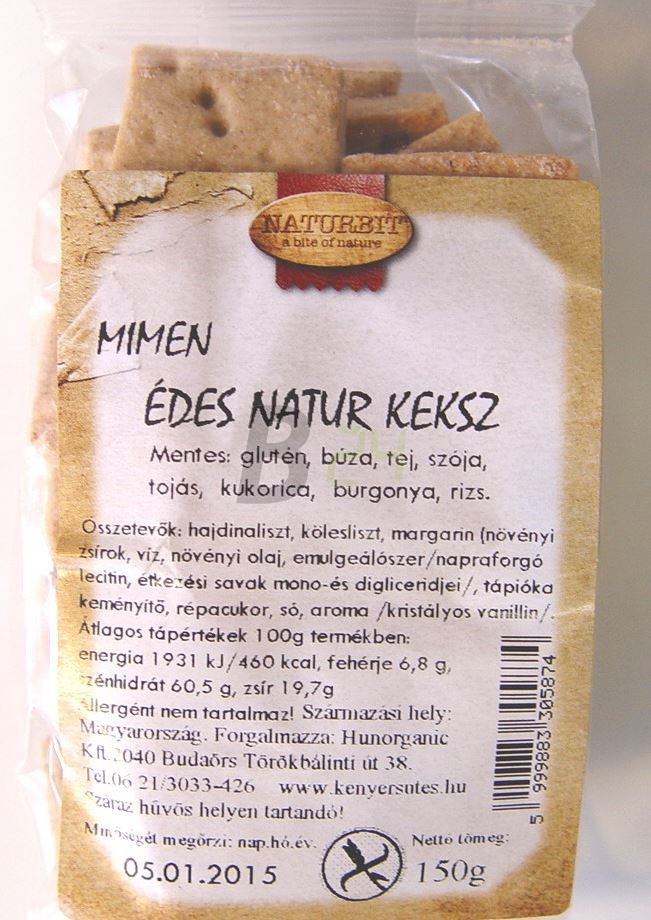 NATURBIT
a bite of nature
MIMEN
ÉDES NATUR KEKSZ
Mentes: glutén, búza, tej, szója,
tojás, kukorica, burgonya, rizs.
Összetevők: hajdinaliszt, kölesliszt, margarin (növényi
zsírok, víz, növényi olaj, emulgeálószer/napraforgó
lecitin, étkezési savak mono-és digliceridjei/, tápióka
keményítő, répacukor, só, aroma /kristályos vanillin/.
Átlagos tápértékek 100g termékben:
energia 1931 kJ/460 kcal, fehérje 6,8 g,
szénhidrát 60,5 g, zsír 19,7g
Allergént nem tartalmaz! Származási hely:
Magyarország. Forgalmazza: Hunorganic
Kft. 2040 Budaörs Törökbálinti út 38.
Tel.06 21/3033-426 www.kenyersutes.hu
Száraz hűvös helyen tartandó!
Minőségét megőrzi: nap.hó.év.
05.01.2015
Nettó tömeg:
150g
5 999883 305874
B24